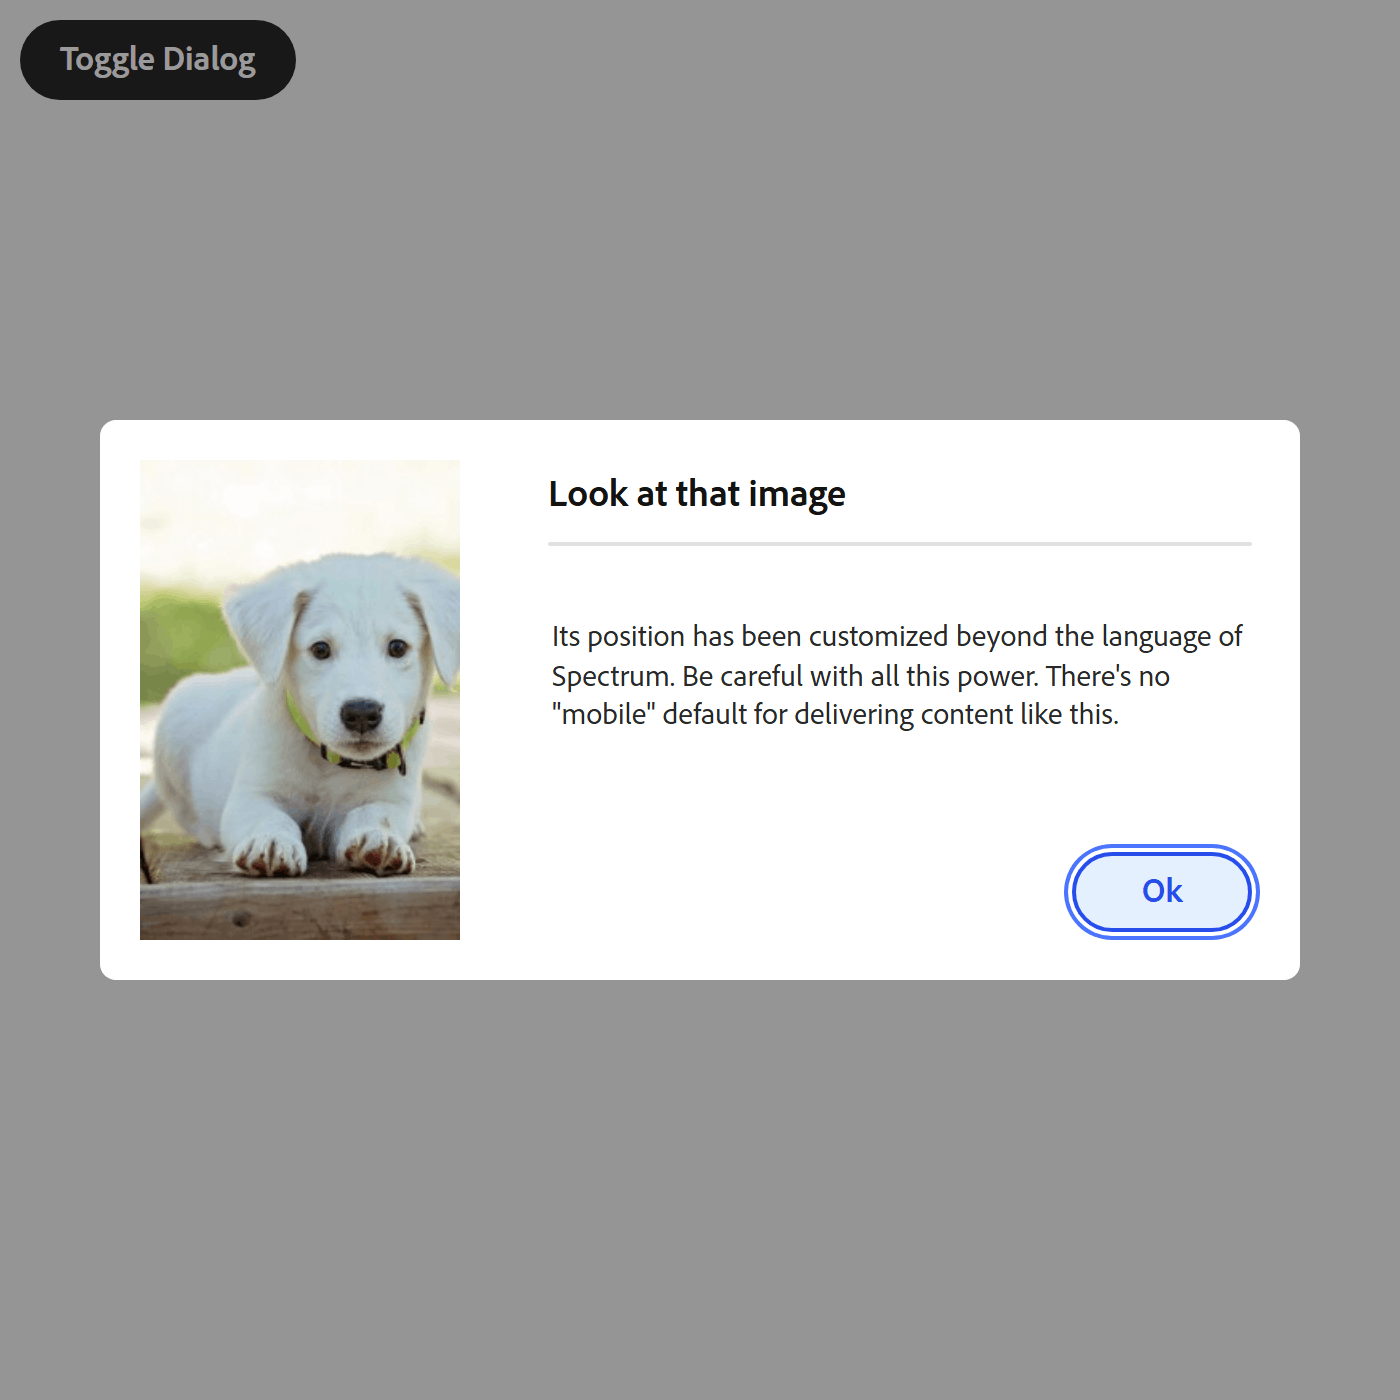 Toggle Dialog
Look at that image
Its position has been customized beyond the language of
Spectrum. Be careful with all this power. There's no
"mobile" default for delivering content like this.
Ok